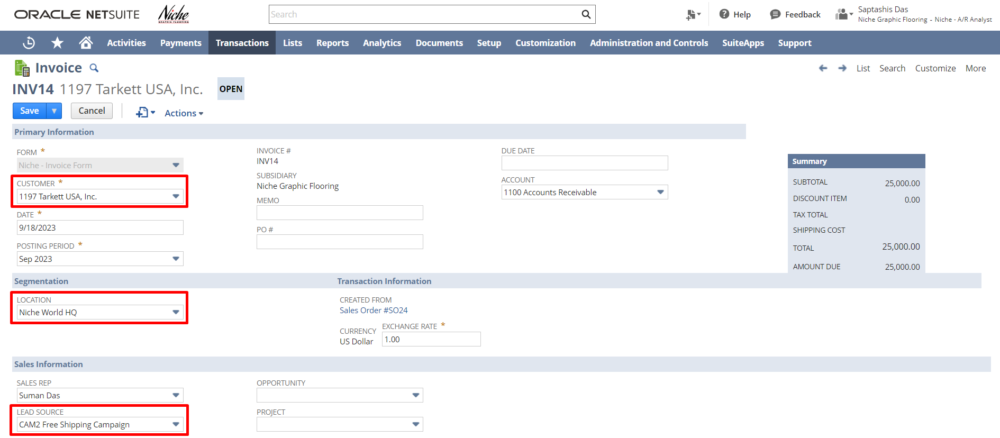 ORACLE NETSUITE
Niche
GRAPHIC FLOORING
Search
Help
Feedback
Saptashis Das
Niche Graphic Flooring - Niche - A/R Analyst
Activities Payments Transactions Lists Reports Analytics Documents Setup Customization Administration and Controls SuiteApps Support
Invoice
List Search Customize More
INV14 1197 Tarkett USA, Inc. OPEN
Save Cancel Actions
Primary Information
FORM *
Niche - Invoice Form
CUSTOMER *
1197 Tarkett USA, Inc.
DATE *
9/18/2023
POSTING PERIOD *
Sep 2023
INVOICE #
INV14
SUBSIDIARY
Niche Graphic Flooring
MEMO
PO #
DUE DATE
ACCOUNT
1100 Accounts Receivable
Summary
SUBTOTAL 25,000.00
DISCOUNT ITEM 0.00
TAX TOTAL
SHIPPING COST
TOTAL 25,000.00
AMOUNT DUE 25,000.00
Segmentation
LOCATION
Niche World HQ
Transaction Information
CREATED FROM
Sales Order #SO24
CURRENCY
US Dollar
EXCHANGE RATE *
1.00
Sales Information
SALES REP
Suman Das
LEAD SOURCE
CAM2 Free Shipping Campaign
OPPORTUNITY
PROJECT